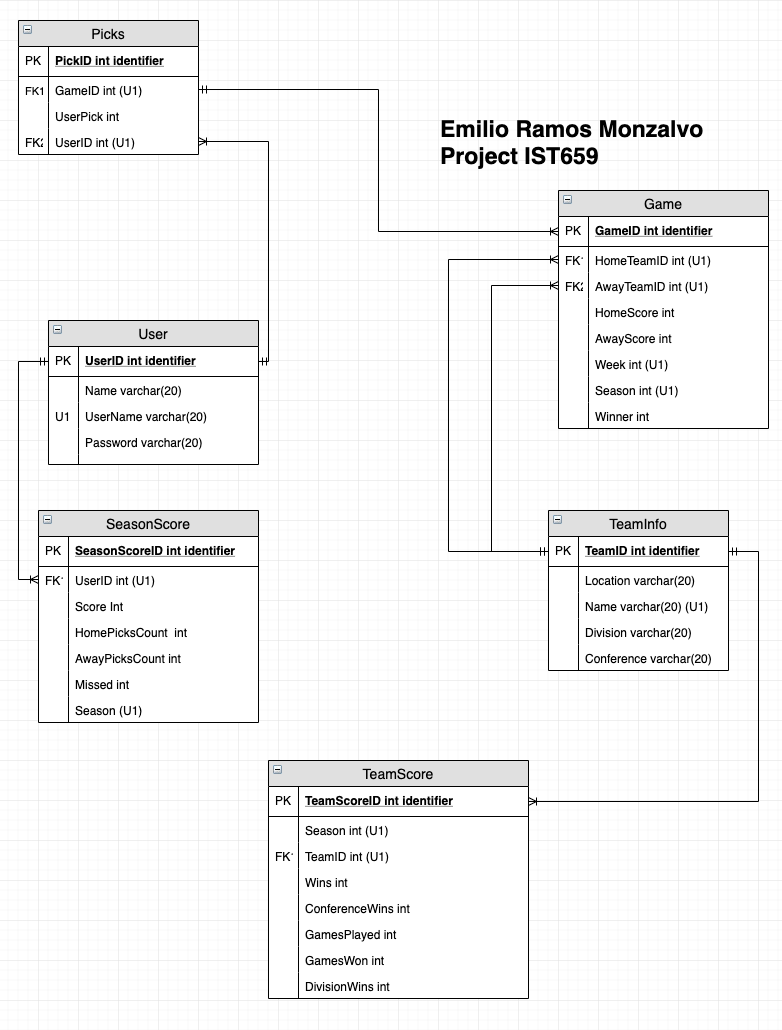 Picks
PK PickID int identifier
FK1 GameID int (U1)
UserPick int
FK2 UserID int (U1)
Emilio Ramos Monzalvo
Project IST659
Game
PK GameID int identifier
FK1 HomeTeamID int (U1)
FK2 AwayTeamID int (U1)
HomeScore int
AwayScore int
Week int (U1)
Season int (U1)
Winner int
User
PK UserID int identifier
Name varchar(20)
U1 UserName varchar(20)
Password varchar(20)
SeasonScore
PK SeasonScoreID int identifier
FK1 UserID int (U1)
Score Int
HomePicksCount int
AwayPicksCount int
Missed int
Season (U1)
TeamInfo
PK TeamID int identifier
Location varchar(20)
Name varchar(20) (U1)
Division varchar(20)
Conference varchar(20)
TeamScore
PK TeamScoreID int identifier
Season int (U1)
FK1 TeamID int (U1)
Wins int
ConferenceWins int
GamesPlayed int
GamesWon int
DivisionWins int